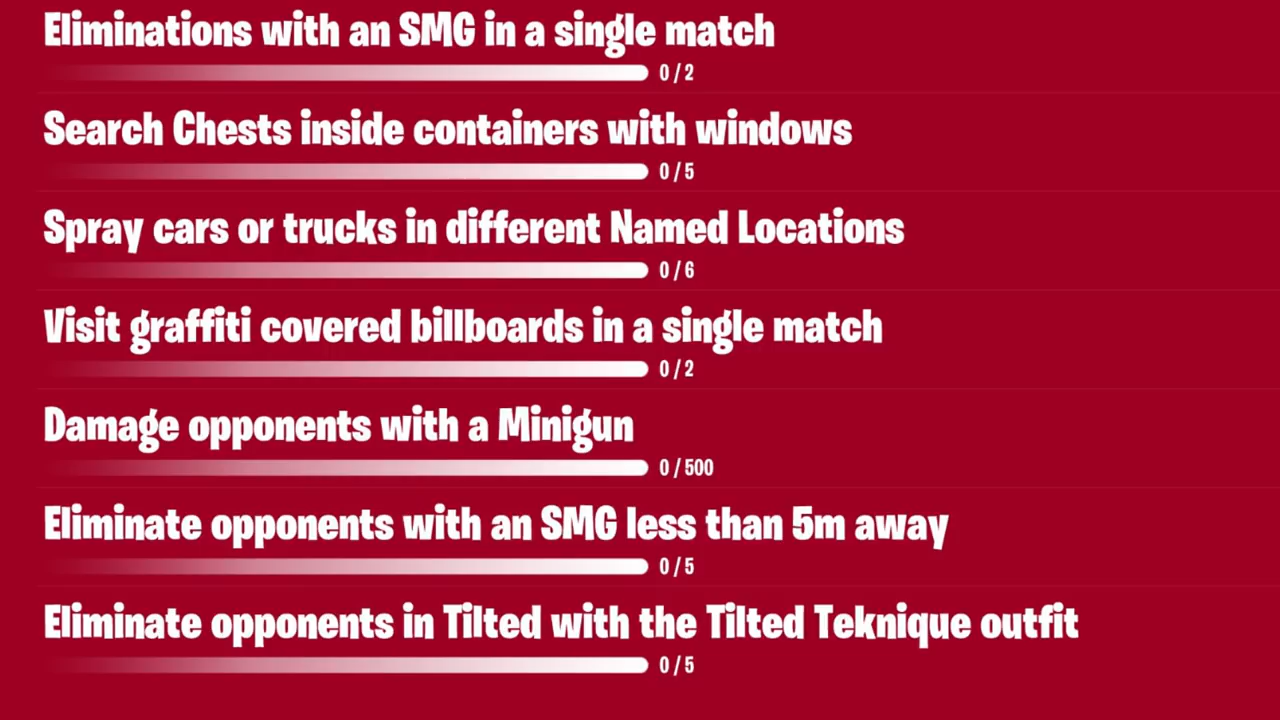 Eliminations with an SMG in a single match
0 / 2
Search Chests inside containers with windows
0 / 5
Spray cars or trucks in different Named Locations
0 / 6
Visit graffiti covered billboards in a single match
0 / 2
Damage opponents with a Minigun
0 / 500
Eliminate opponents with an SMG less than 5m away
0 / 5
Eliminate opponents in Tilted with the Tilted Teknique outfit
0 / 5